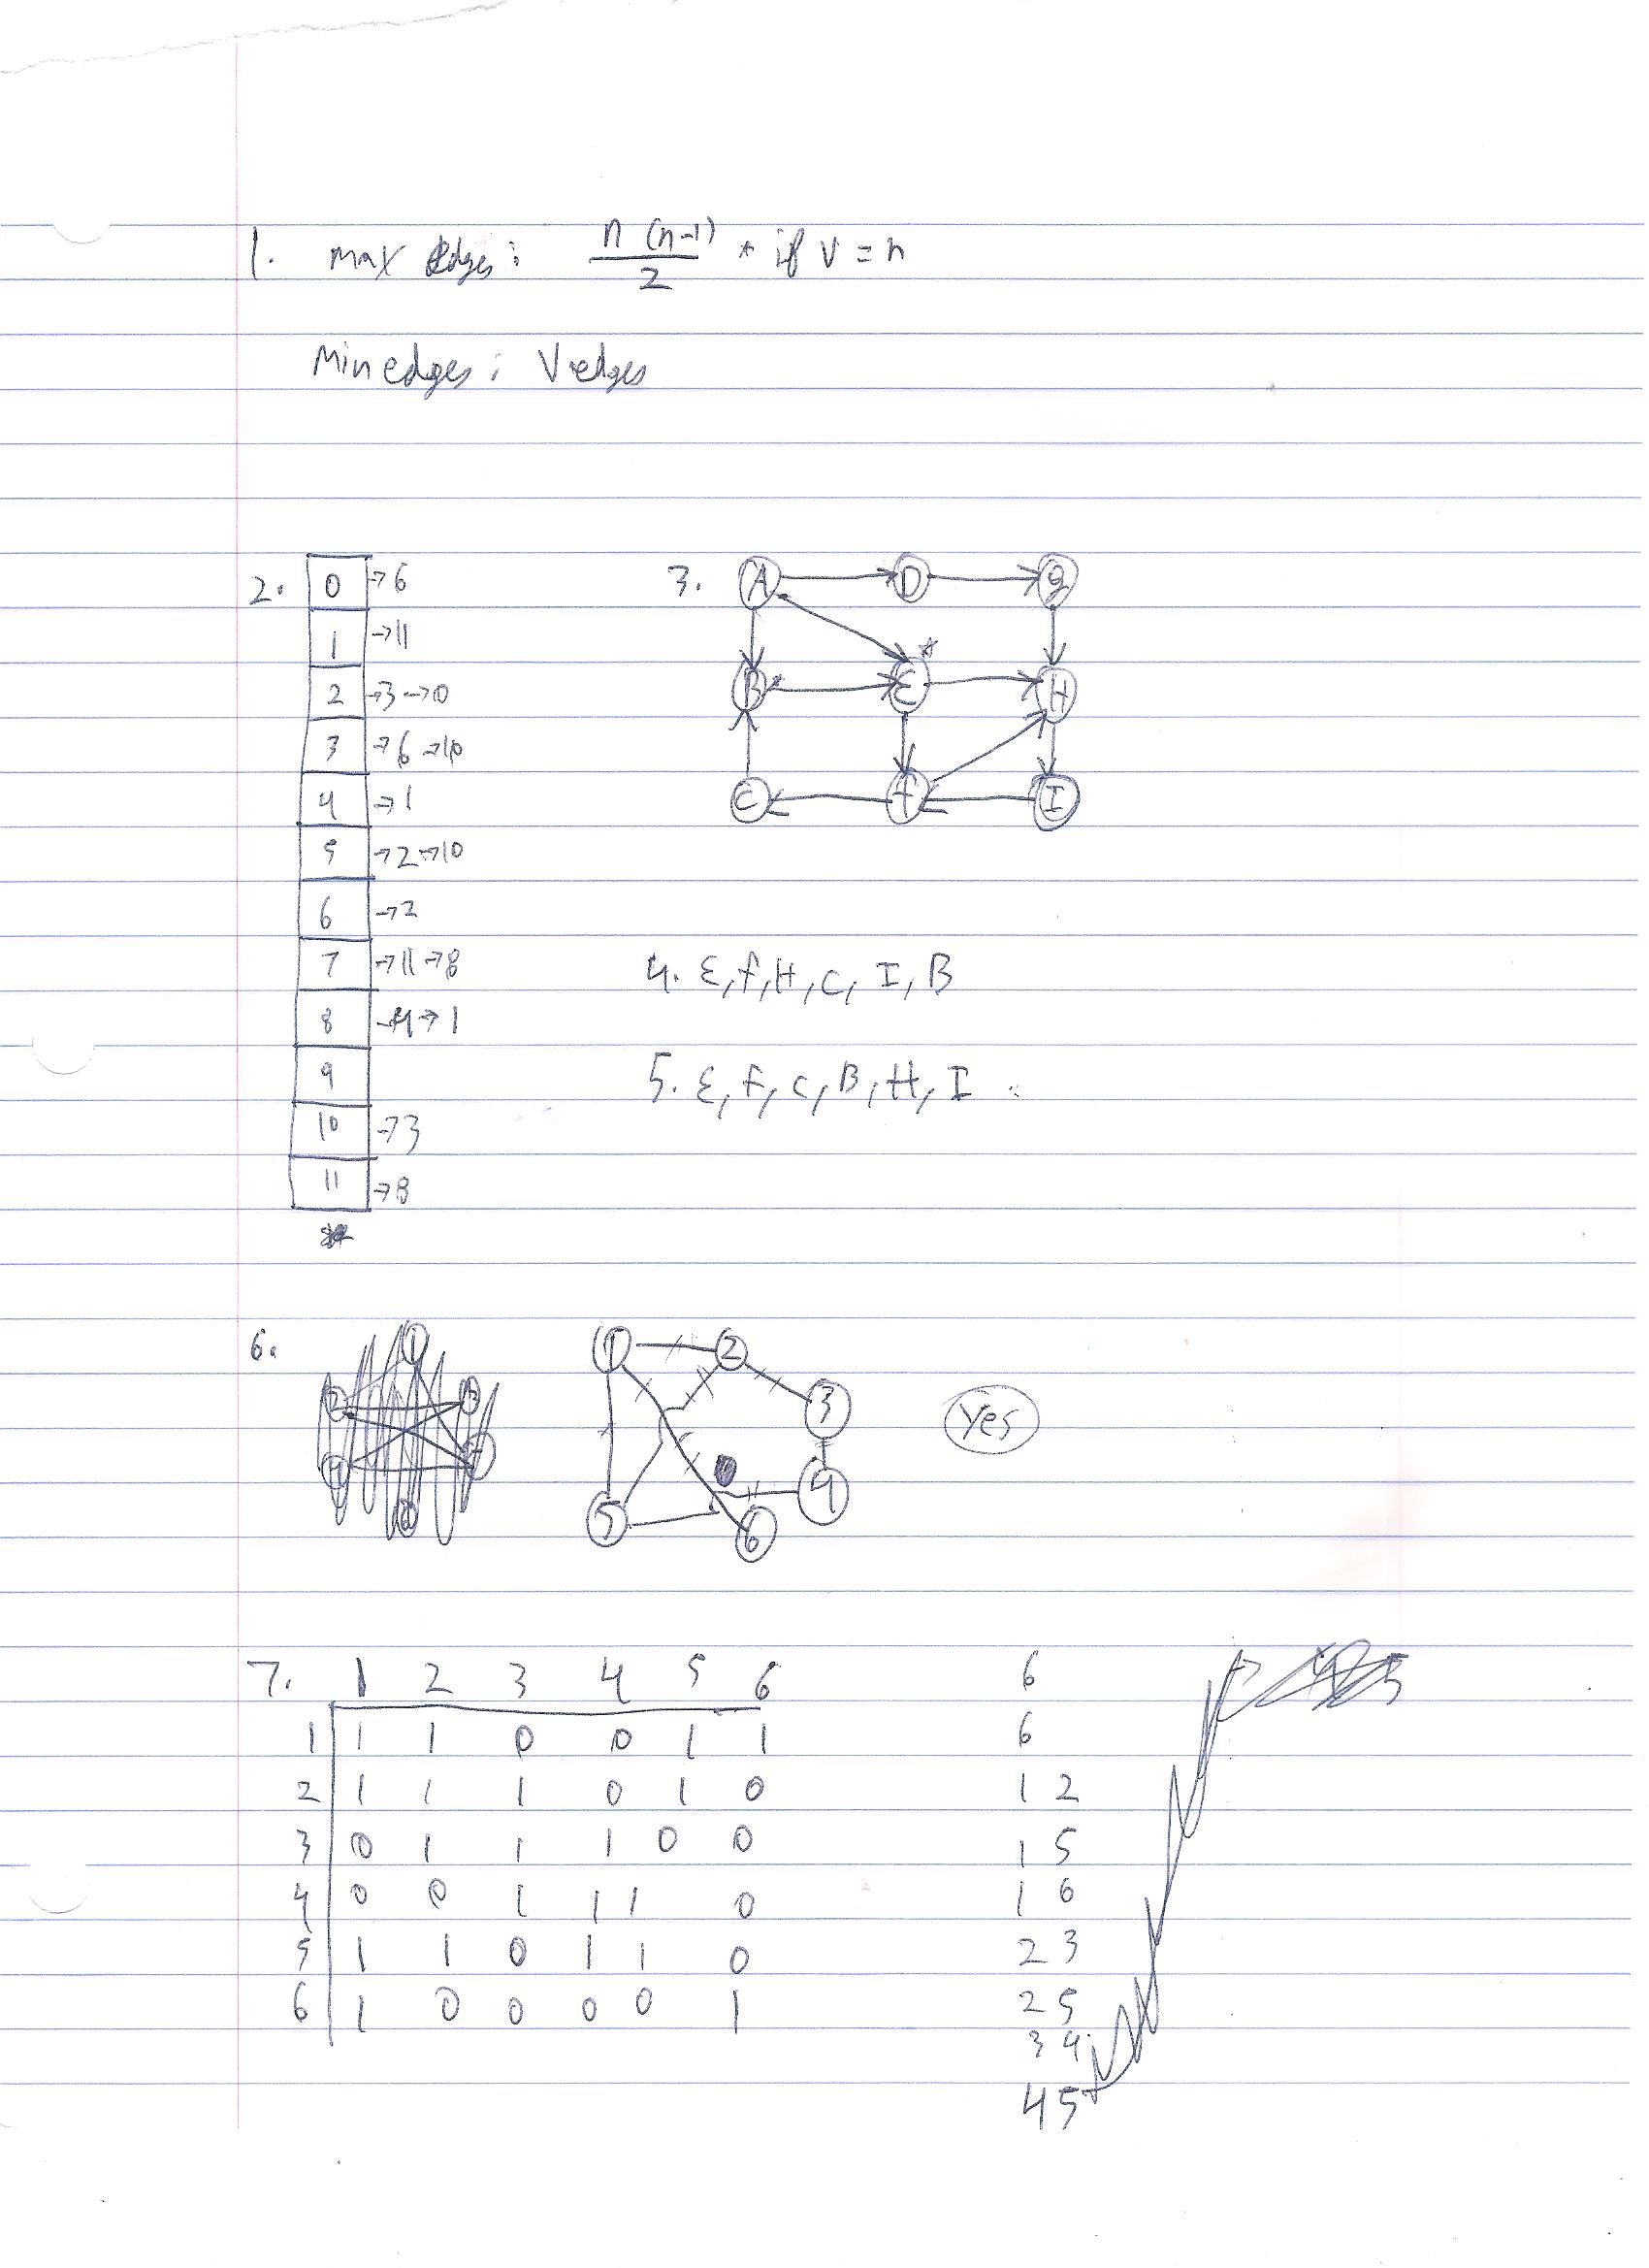 1. max edges: n (n-1) / 2 * if v = n
Min edges: V edges
2.
0 →6
1 →11
2 →3 →0
3 →6 →10
4 →1
5 →2 →10
6 →2
7 →11 →8
8 →4 →1
9
10 →3
11 →8
3. A D g
B E * H
C f I
4. E, f, H, C, I, B
5. E, F, C, B, H, I
6. 1 2 3 4 5 6 Yes
7. 1 2 3 4 5 6
1 1 1 0 0 1 1
2 1 1 1 0 1 0
3 0 1 1 1 0 0
4 0 0 1 1 1 0
5 1 1 0 1 1 0
6 1 0 0 0 0 1
6
6
1 2
1 5
1 6
2 3
2 5
3 4
4 5